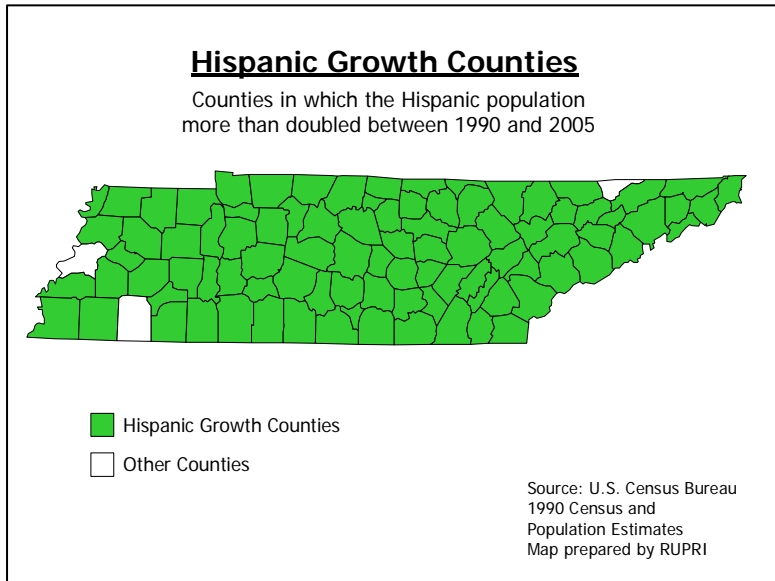 Hispanic Growth Counties
Counties in which the Hispanic population
more than doubled between 1990 and 2005
Hispanic Growth Counties
Other Counties
Source: U.S. Census Bureau
1990 Census and
Population Estimates
Map prepared by RUPRI